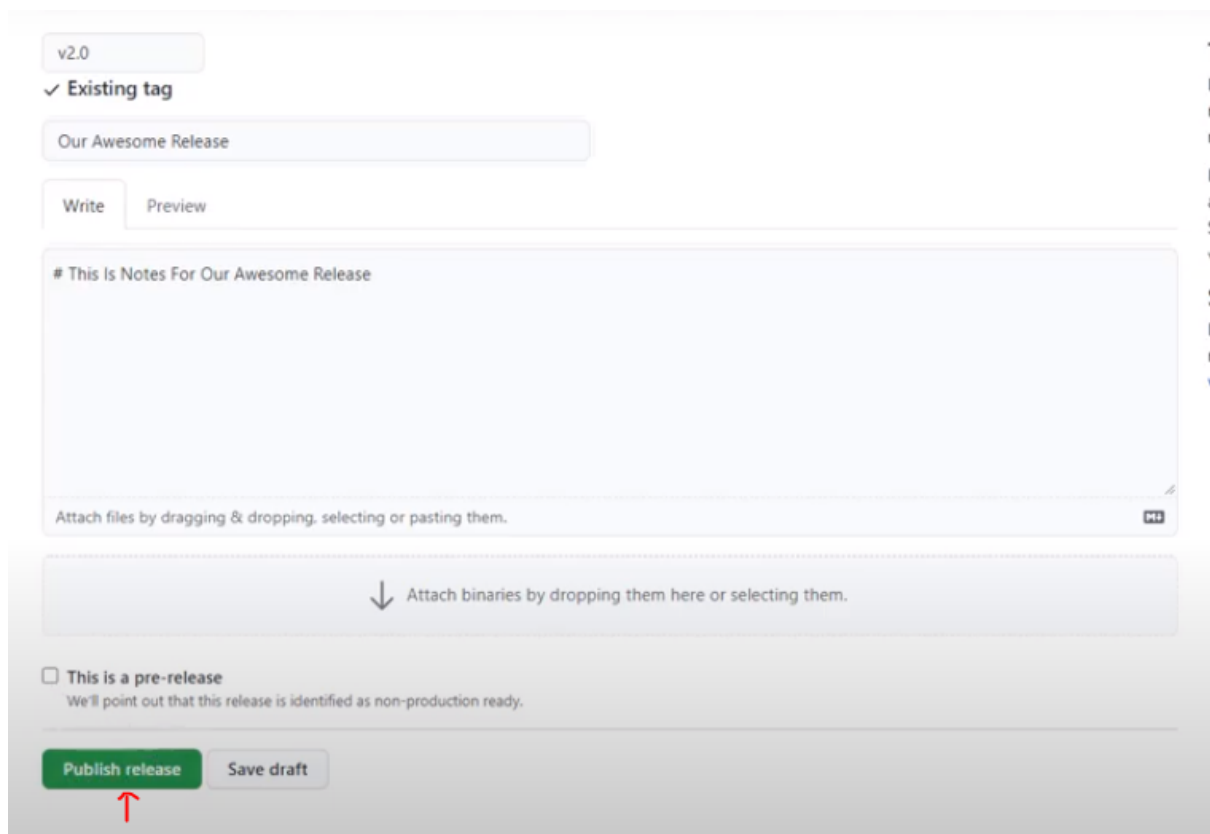 v2.0
Existing tag
Our Awesome Release
Write Preview
# This Is Notes For Our Awesome Release
Attach files by dragging & dropping, selecting or pasting them.
Attach binaries by dropping them here or selecting them.
This is a pre-release
We'll point out that this release is identified as non-production ready.
Publish release Save draft